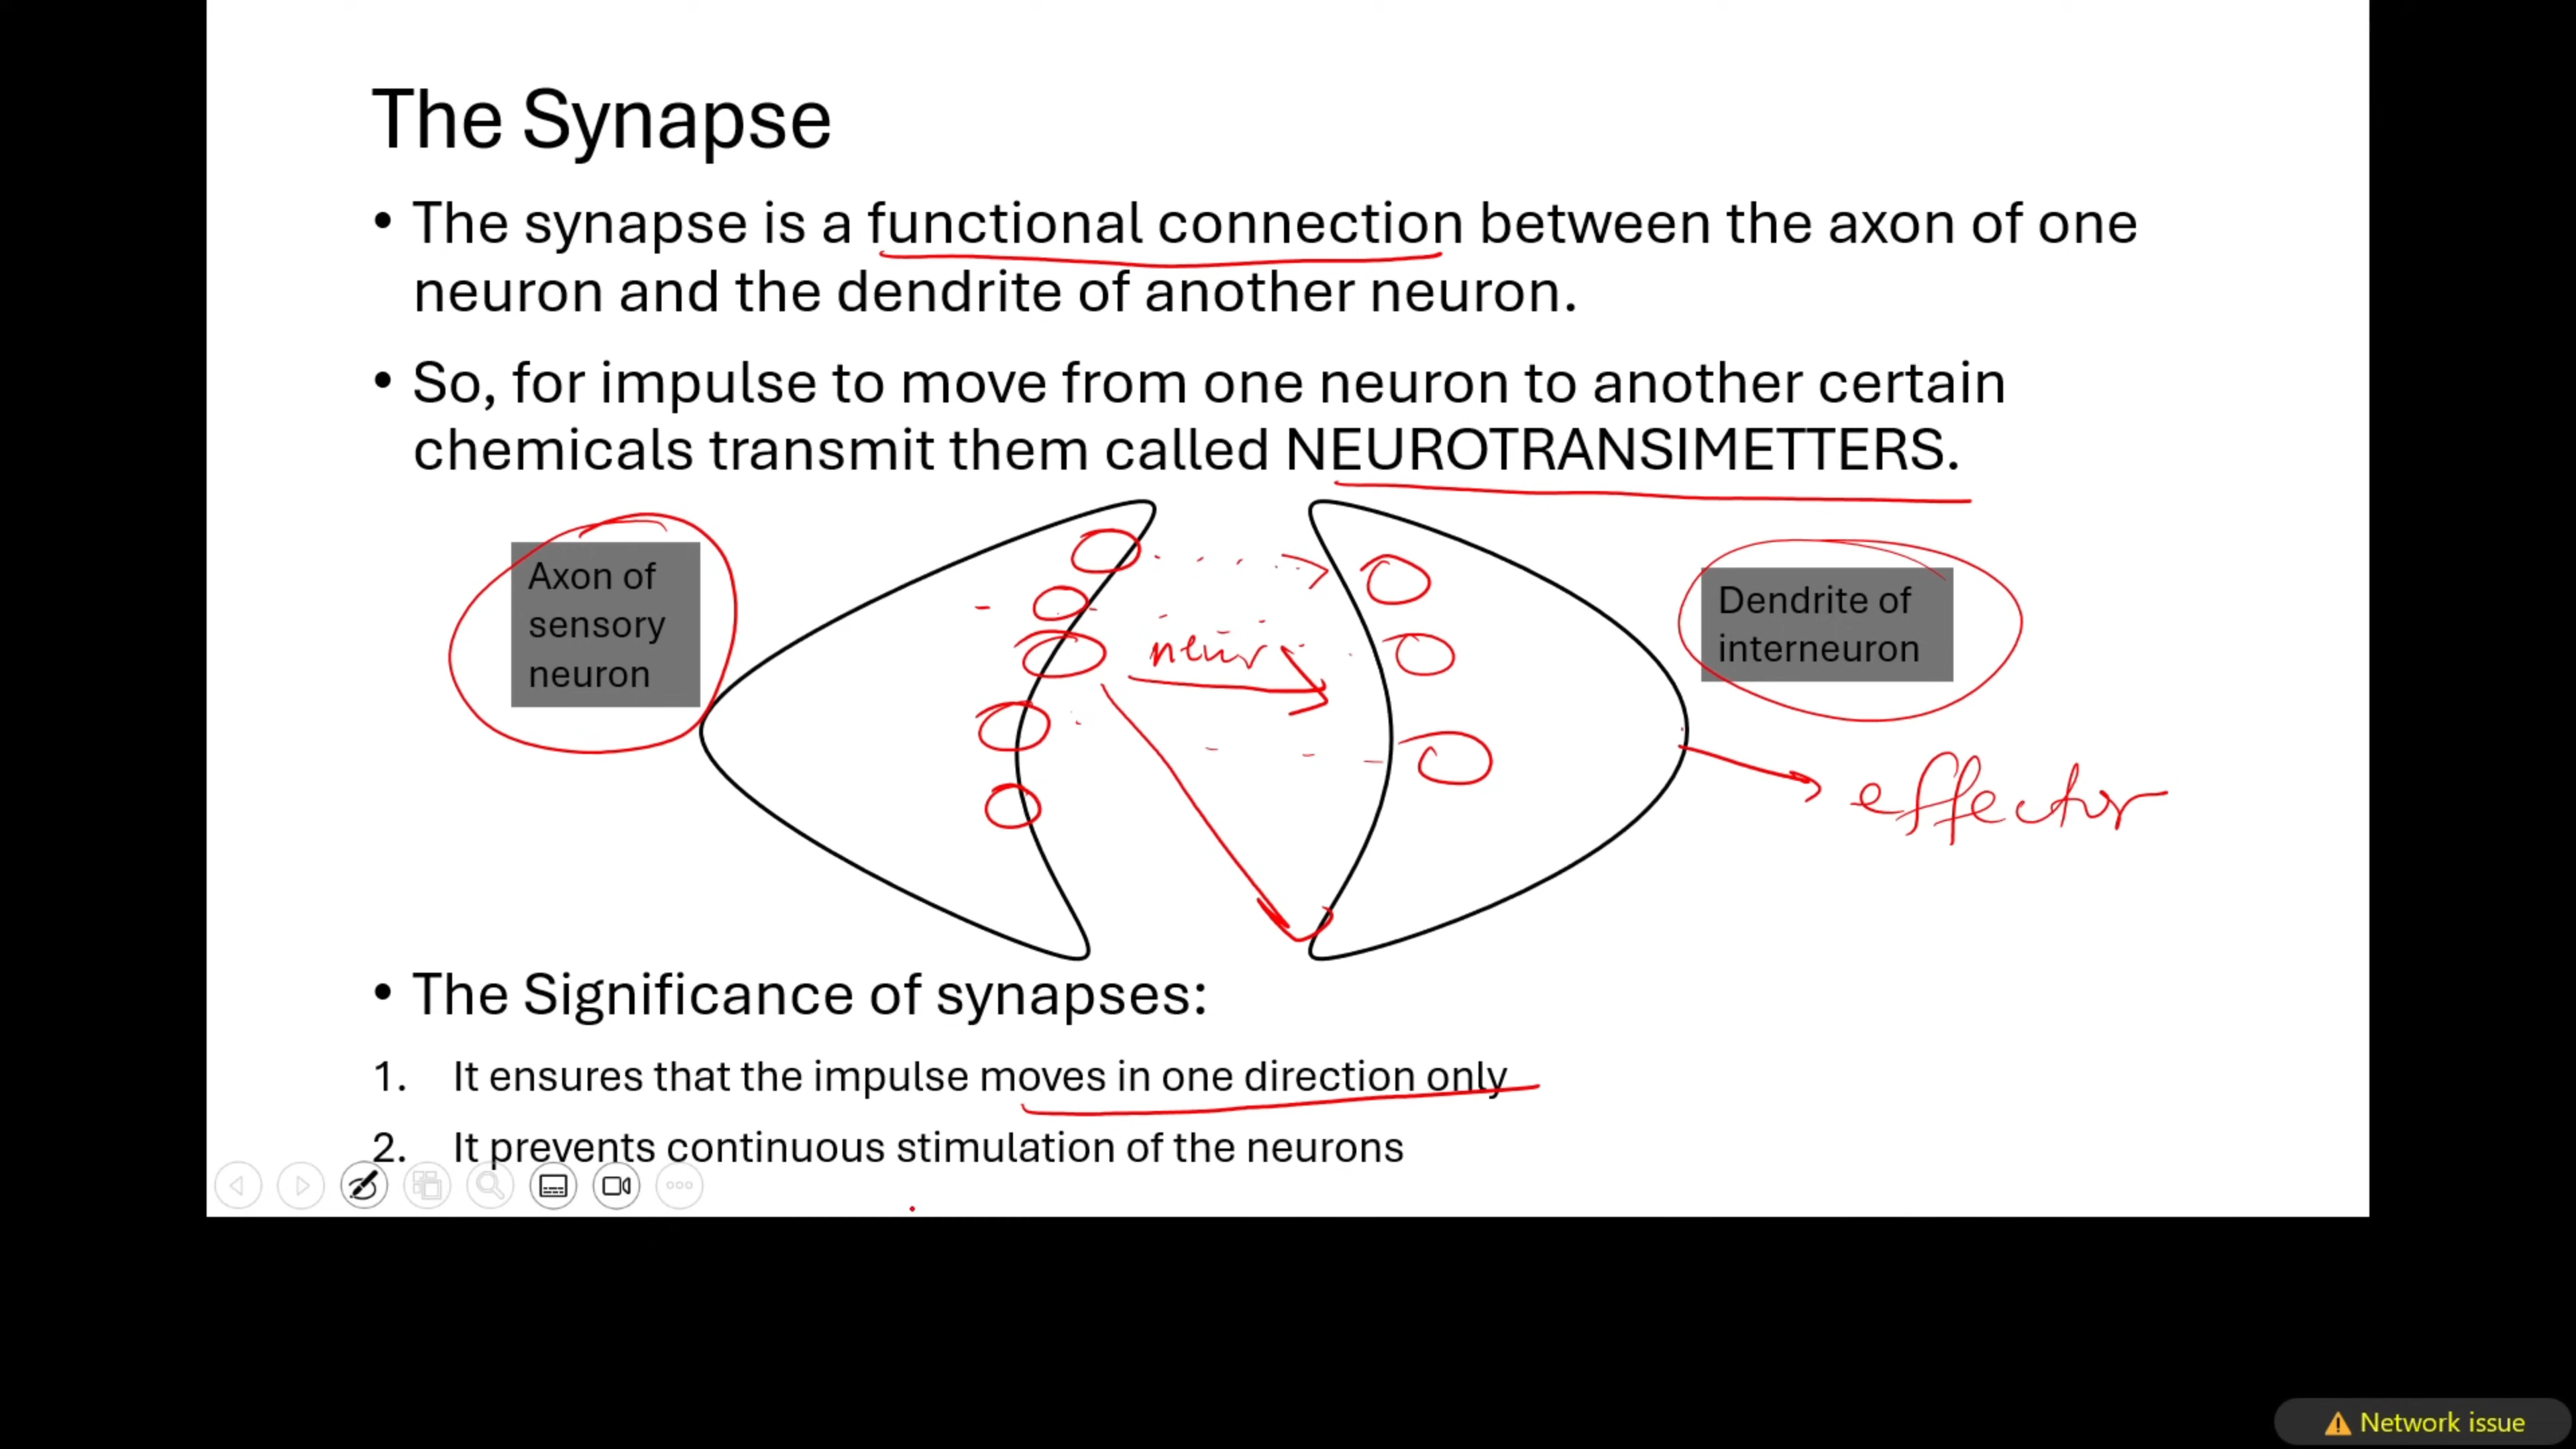 The Synapse
• The synapse is a functional connection between the axon of one
neuron and the dendrite of another neuron.
• So, for impulse to move from one neuron to another certain
chemicals transmit them called NEUROTRANSIMETTERS.
Axon of
sensory
neuron
neur
Dendrite of
interneuron
effector
• The Significance of synapses:
1. It ensures that the impulse moves in one direction only
2. It prevents continuous stimulation of the neurons
Network issue